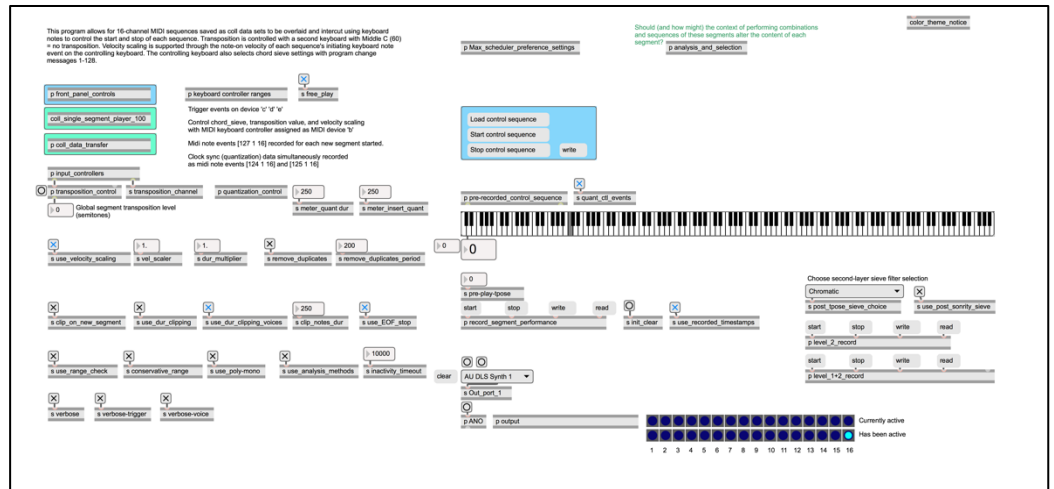 This program allows for 16-channel MIDI sequences saved as coll data sets to be overlaid and intercut using keyboard
notes to control the start and stop of each sequence. Transposition is controlled with a second keyboard with Middle C (60)
= no transposition. Velocity scaling is supported through the note-on velocity of each sequence's initiating keyboard note
event on the controlling keyboard. The controlling keyboard also selects chord sieve settings with program change
messages 1-128.
color_theme_notice
Should (and how might) the context of performing combinations
and sequences of these segments alter the content of each
segment?
p Max_scheduler_preference_settings
p analysis_and_selection
p front_panel_controls
p keyboard controller ranges
s free_play
coll_single_segment_player_100
Trigger events on device 'c' 'd' 'e'
Control chord_sieve, transposition value, and velocity scaling
with MIDI keyboard controller assigned as MIDI device 'b'
p coll_data_transfer
Midi note events [127 1 16] recorded for each new segment started.
Clock sync (quantization) data simultaneously recorded
as midi note events [124 1 16] and [125 1 16]
Load control sequence
Start control sequence
Stop control sequence
write
p input_controllers
p transposition_control
s transposition_channel
p quantization_control
250
250
0
Global segment transposition level
(semitones)
s meter_quant dur
s meter_insert_quant
p pre-recorded_control_sequence
s quant_ctl_events
1.
1.
200
0
0
s use_velocity_scaling
s vel_scaler
s dur_multiplier
s remove_duplicates
s remove_duplicates_period
0
s pre-play-tpose
start
stop
write
read
p record_segment_performance
s init_clear
s use_recorded_timestamps
Choose second-layer sieve filter selection
Chromatic
s post_tpose_sieve_choice
s use_post_sonrity_sieve
250
s clip_on_new_segment
s use_dur_clipping
s use_dur_clipping_voices
s clip_notes_dur
s use_EOF_stop
start
stop
write
read
p level_2_record
start
stop
write
read
p level_1+2_record
10000
s use_range_check
s conservative_range
s use_poly-mono
s use_analysis_methods
s inactivity_timeout
clear
AU DLS Synth 1
s Out_port_1
s verbose
s verbose-trigger
s verbose-voice
p ANO
p output
Currently active
Has been active
1 2 3 4 5 6 7 8 9 10 11 12 13 14 15 16